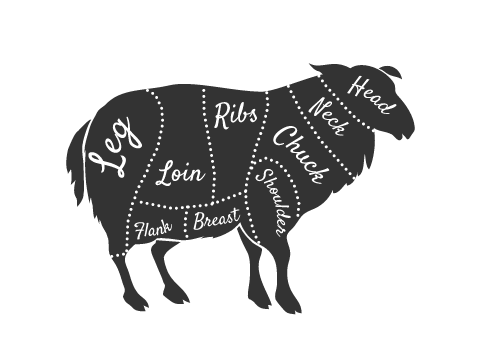 Leg
Loin
Ribs
Chuck
Neck
Head
Shoulder
Flank
Breast